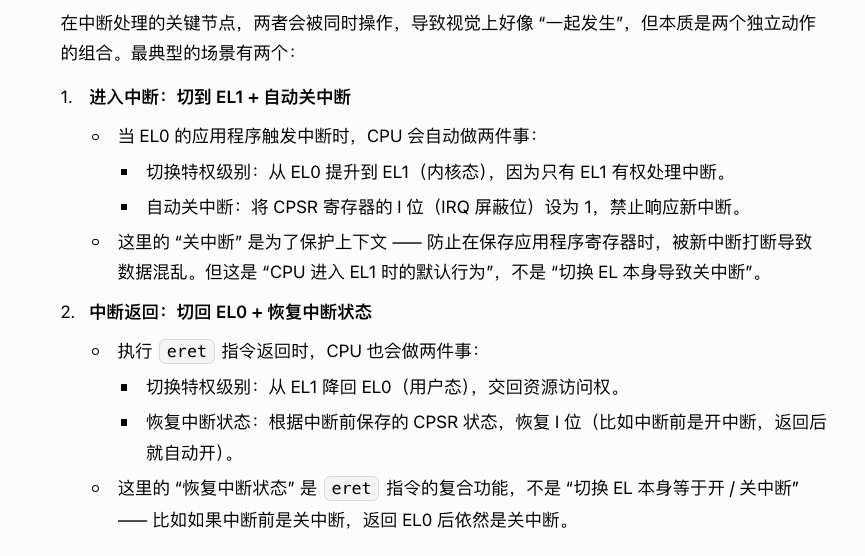 在中断处理的关键节点，两者会被同时操作，导致视觉上好像 “一起发生”，但本质是两个独立动作
的组合。最典型的场景有两个：
1. 进入中断：切到 EL1 + 自动关中断
○ 当 EL0 的应用程序触发中断时，CPU 会自动做两件事：
■ 切换特权级别：从 EL0 提升到 EL1（内核态），因为只有 EL1 有权处理中断。
■ 自动关中断：将 CPSR 寄存器的 I 位（IRQ 屏蔽位）设为 1，禁止响应新中断。
○ 这里的 “关中断” 是为了保护上下文 —— 防止在保存应用程序寄存器时，被新中断打断导致
数据混乱。但这是 “CPU 进入 EL1 时的默认行为”，不是 “切换 EL 本身导致关中断”。
2. 中断返回：切回 EL0 + 恢复中断状态
○ 执行 eret 指令返回时，CPU 也会做两件事：
■ 切换特权级别：从 EL1 降回 EL0（用户态），交回资源访问权。
■ 恢复中断状态：根据中断前保存的 CPSR 状态，恢复 I 位（比如中断前是开中断，返回后
就自动开）。
○ 这里的 “恢复中断状态” 是 eret 指令的复合功能，不是 “切换 EL 本身等于开 / 关中断”
—— 比如如果中断前是关中断，返回 EL0 后依然是关中断。